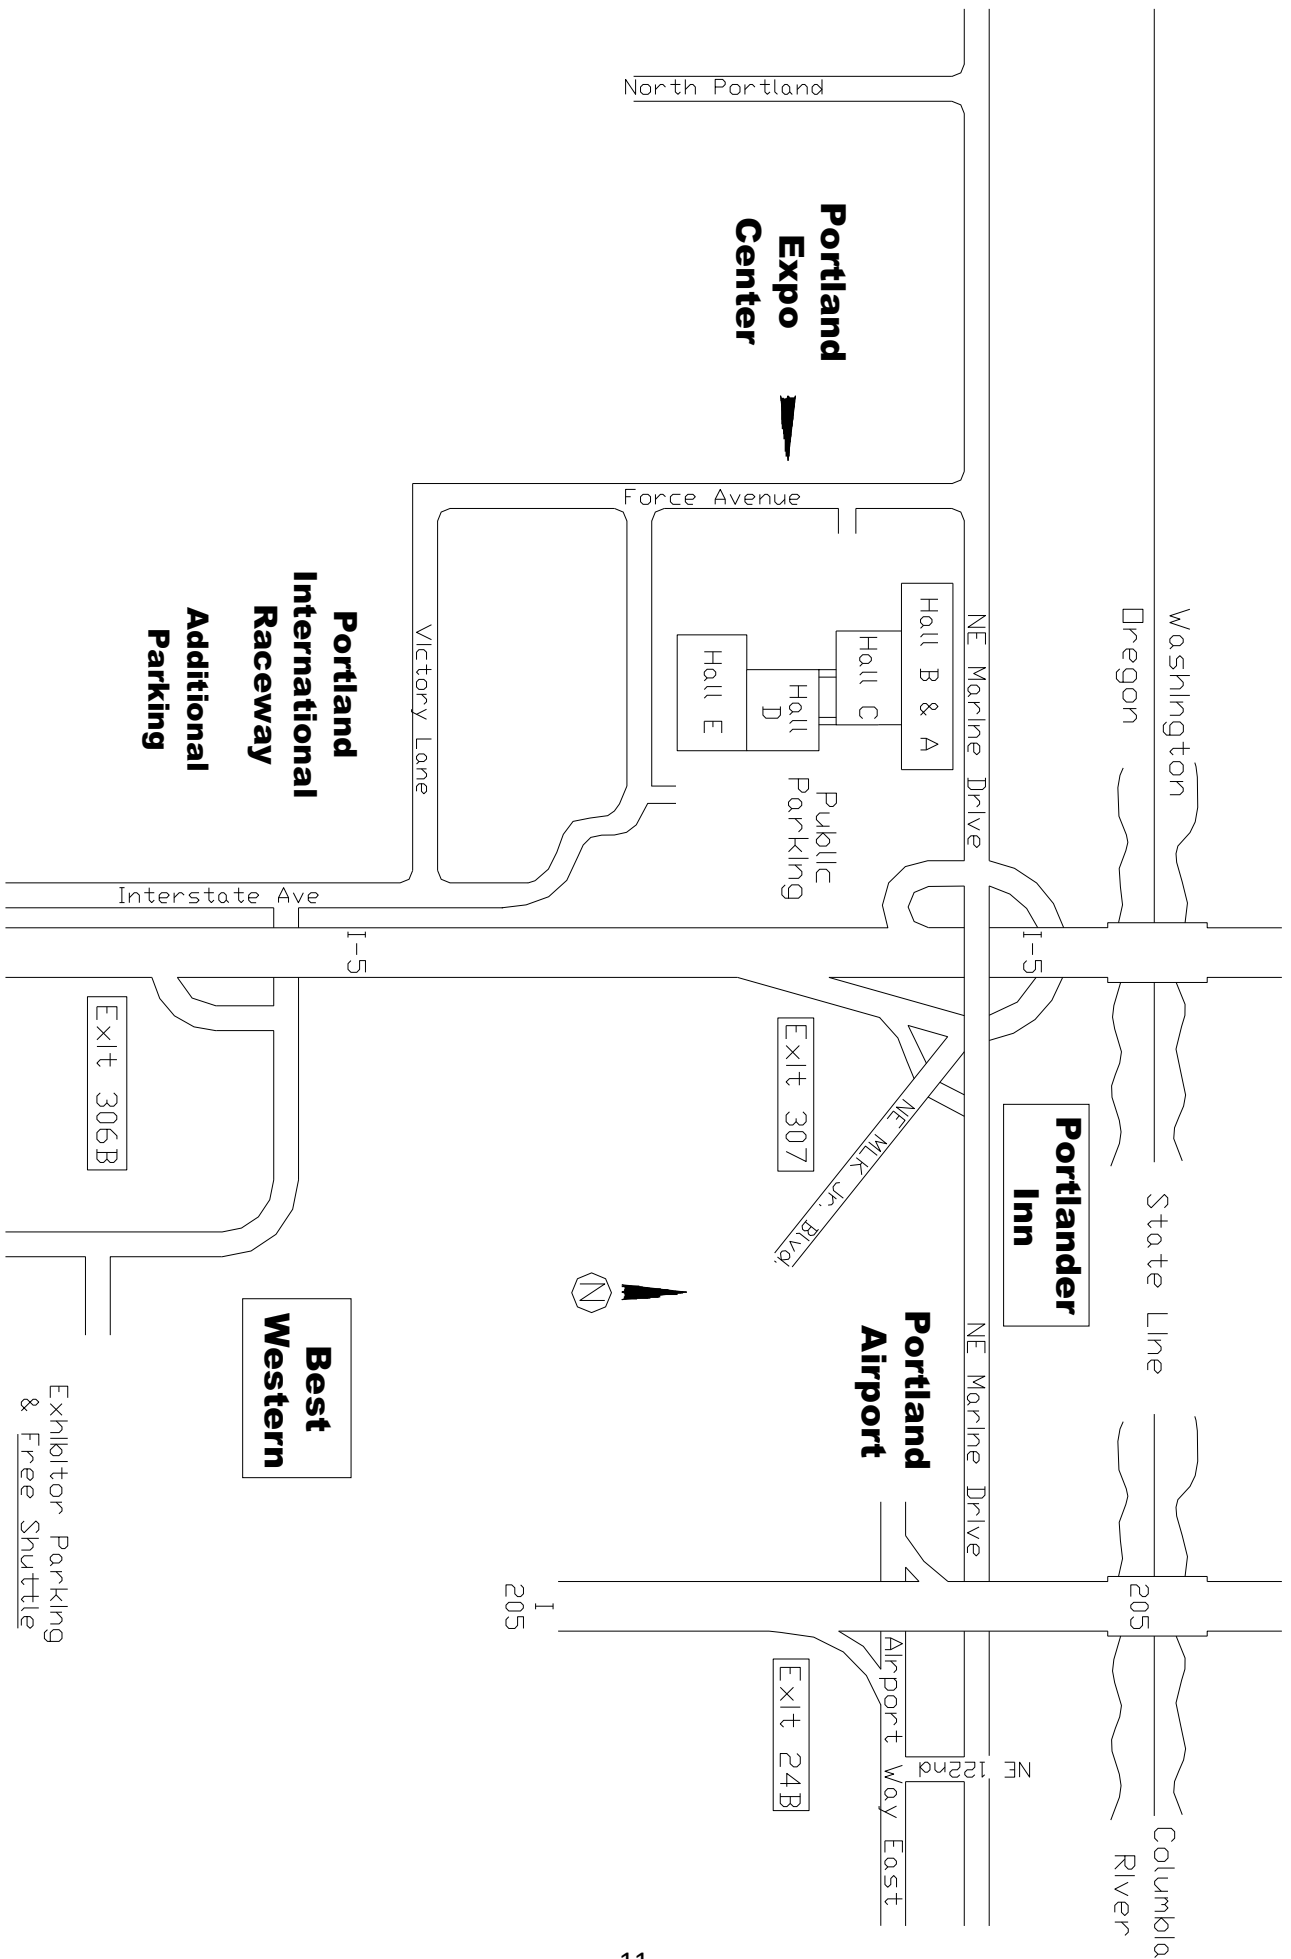 Washington
Oregon
State Line
Columbia
River
205
I-5
Portlander
Inn
NE Marine Drive
NE Marine Drive
NE 122nd
North Portland
Portland
Expo
Center
Force Avenue
Hall B & A
Hall C
Hall
D
Hall E
Public
Parking
NE MLK Jr. Blvd.
Exit 307
Portland
Airport
Airport Way East
Exit 24B
N
I
205
Victory Lane
Portland
International
Raceway
Additional
Parking
I-5
Interstate Ave
Best
Western
Exit 306B
Exhibitor Parking
& Free Shuttle